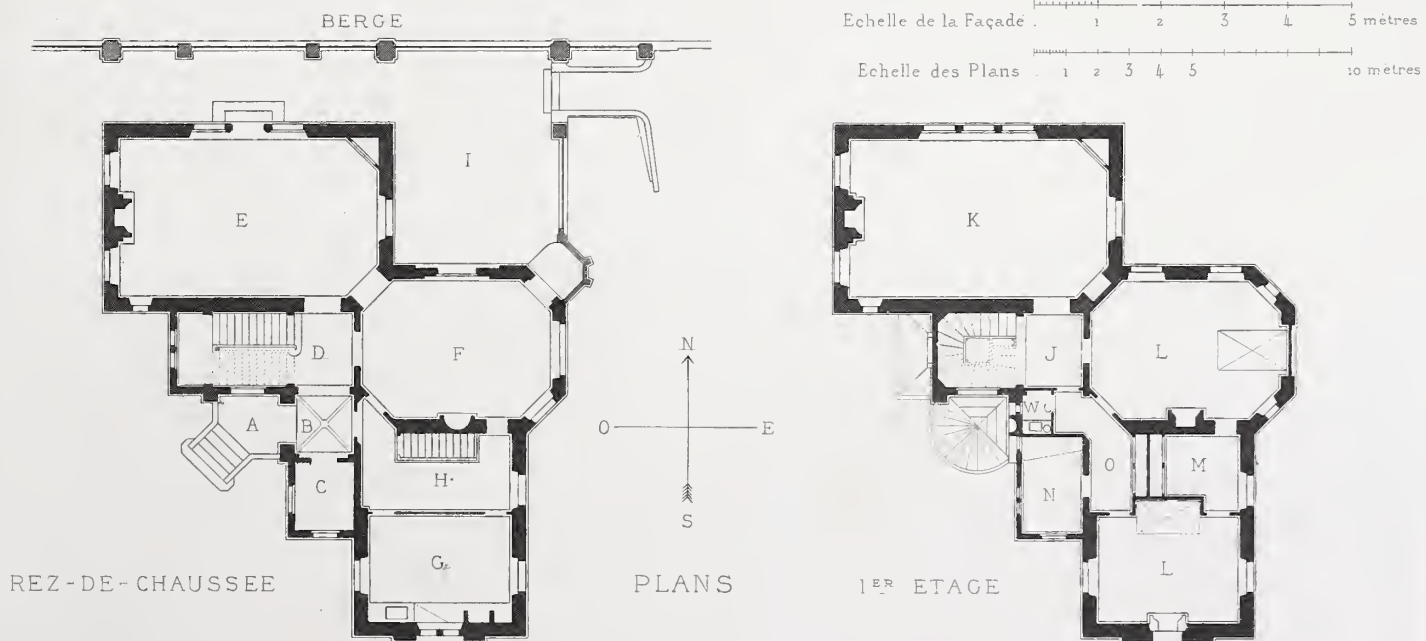 BERGE
Echelle de la Façade 1 2 3 4 5 mètres
Echelle des Plans 1 2 3 4 5 10 mètres
I
E
K
D
F
J
L
N
A
B
O E
WC
C
H
O
M
N
S
G
L
REZ-DE-CHAUSSEE
PLANS
1ER ETAGE